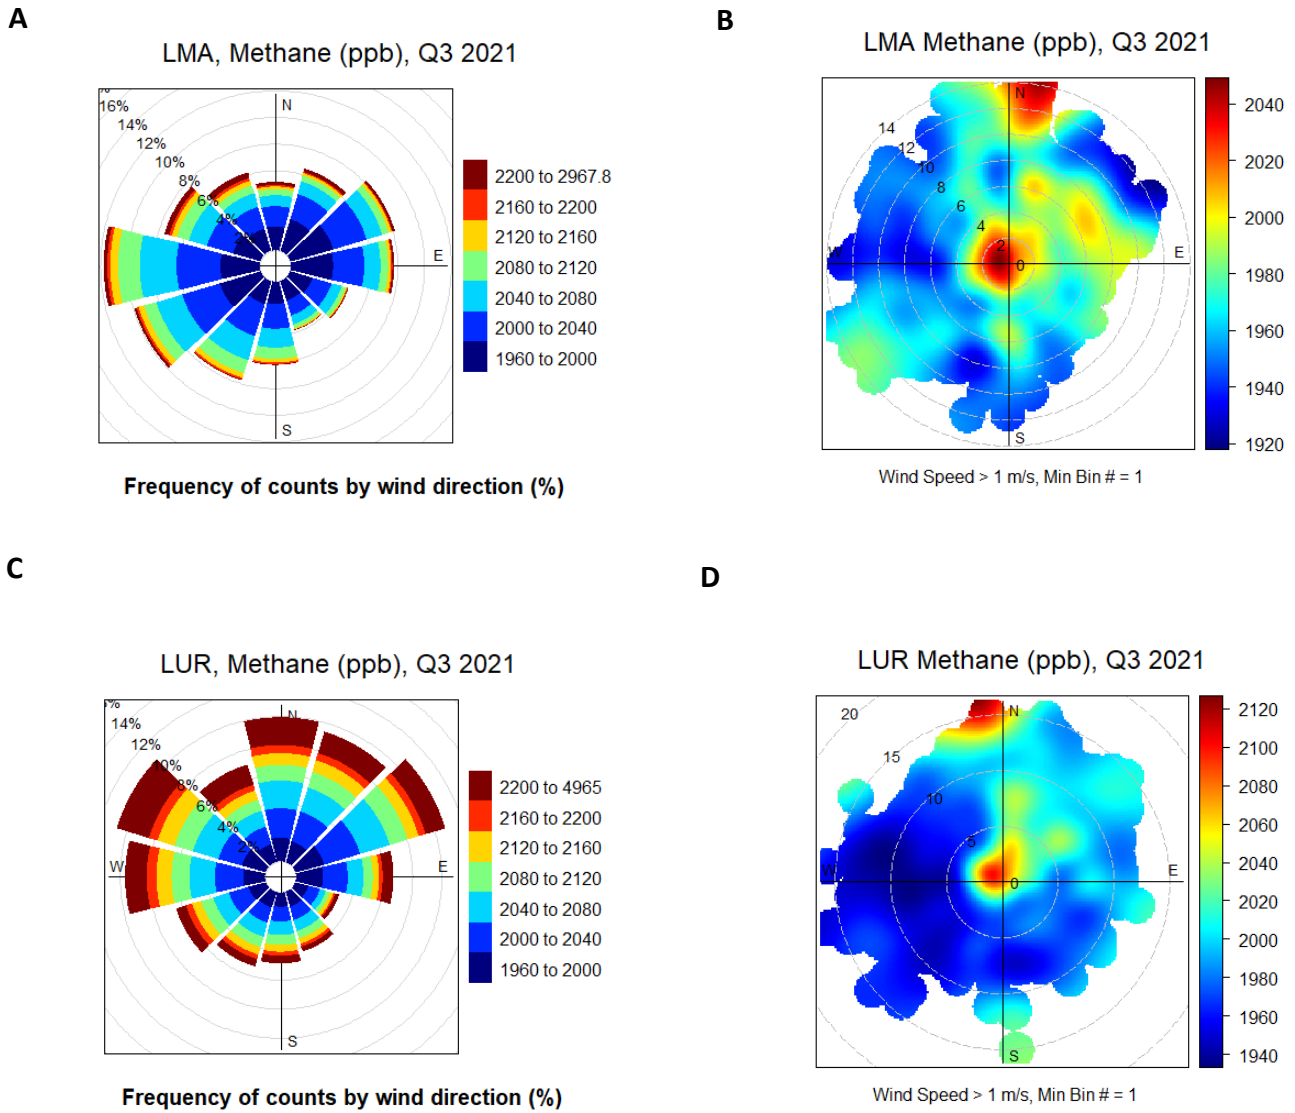 A
B
LMA, Methane (ppb), Q3 2021
LMA Methane (ppb), Q3 2021
16%
14%
12%
10%
8%
6%
4%
2%
N
E
S
2200 to 2967.8
2160 to 2200
2120 to 2160
2080 to 2120
2040 to 2080
2000 to 2040
1960 to 2000
Frequency of counts by wind direction (%)
14
12
10
8
6
4
2
0
N
W
E
S
2040
2020
2000
1980
1960
1940
1920
Wind Speed > 1 m/s, Min Bin # = 1
C
D
LUR, Methane (ppb), Q3 2021
LUR Methane (ppb), Q3 2021
14%
12%
10%
8%
6%
4%
2%
N
W
E
S
2200 to 4965
2160 to 2200
2120 to 2160
2080 to 2120
2040 to 2080
2000 to 2040
1960 to 2000
Frequency of counts by wind direction (%)
20
15
10
5
0
N
W
E
S
2120
2100
2080
2060
2040
2020
2000
1980
1960
1940
Wind Speed > 1 m/s, Min Bin # = 1